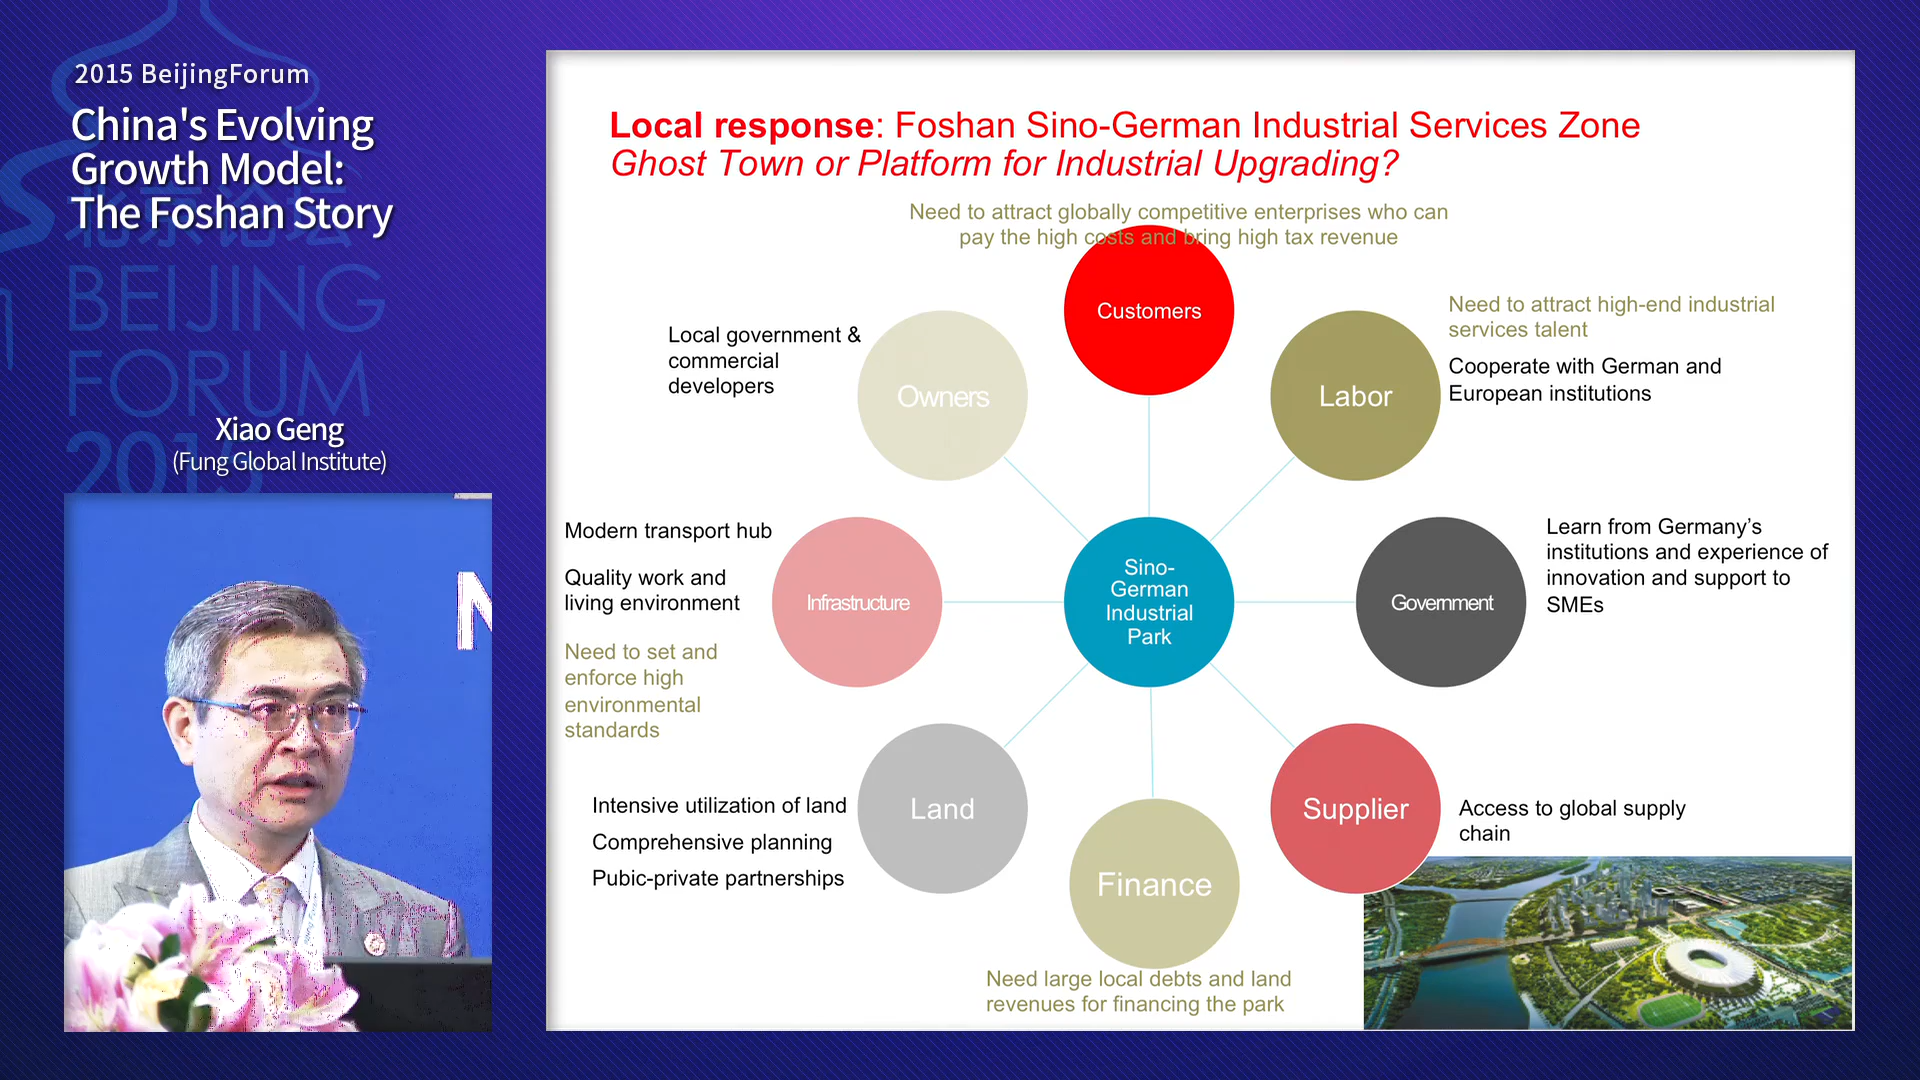 2015 BeijingForum
China's Evolving
Growth Model:
The Foshan Story
北京论坛
BEIJING
FORUM
2015
Xiao Geng
(Fung Global Institute)
N
Local response: Foshan Sino-German Industrial Services Zone
Ghost Town or Platform for Industrial Upgrading?
Need to attract globally competitive enterprises who can
pay the high costs and bring high tax revenue
Customers
Local government &
commercial
developers
Owners
Labor
Need to attract high-end industrial
services talent
Cooperate with German and
European institutions
Modern transport hub
Quality work and
living environment
Need to set and
enforce high
environmental
standards
Infrastructure
Sino-
German
Industrial
Park
Government
Learn from Germany’s
institutions and experience of
innovation and support to
SMEs
Intensive utilization of land
Comprehensive planning
Pubic-private partnerships
Land
Finance
Need large local debts and land
revenues for financing the park
Supplier
Access to global supply
chain